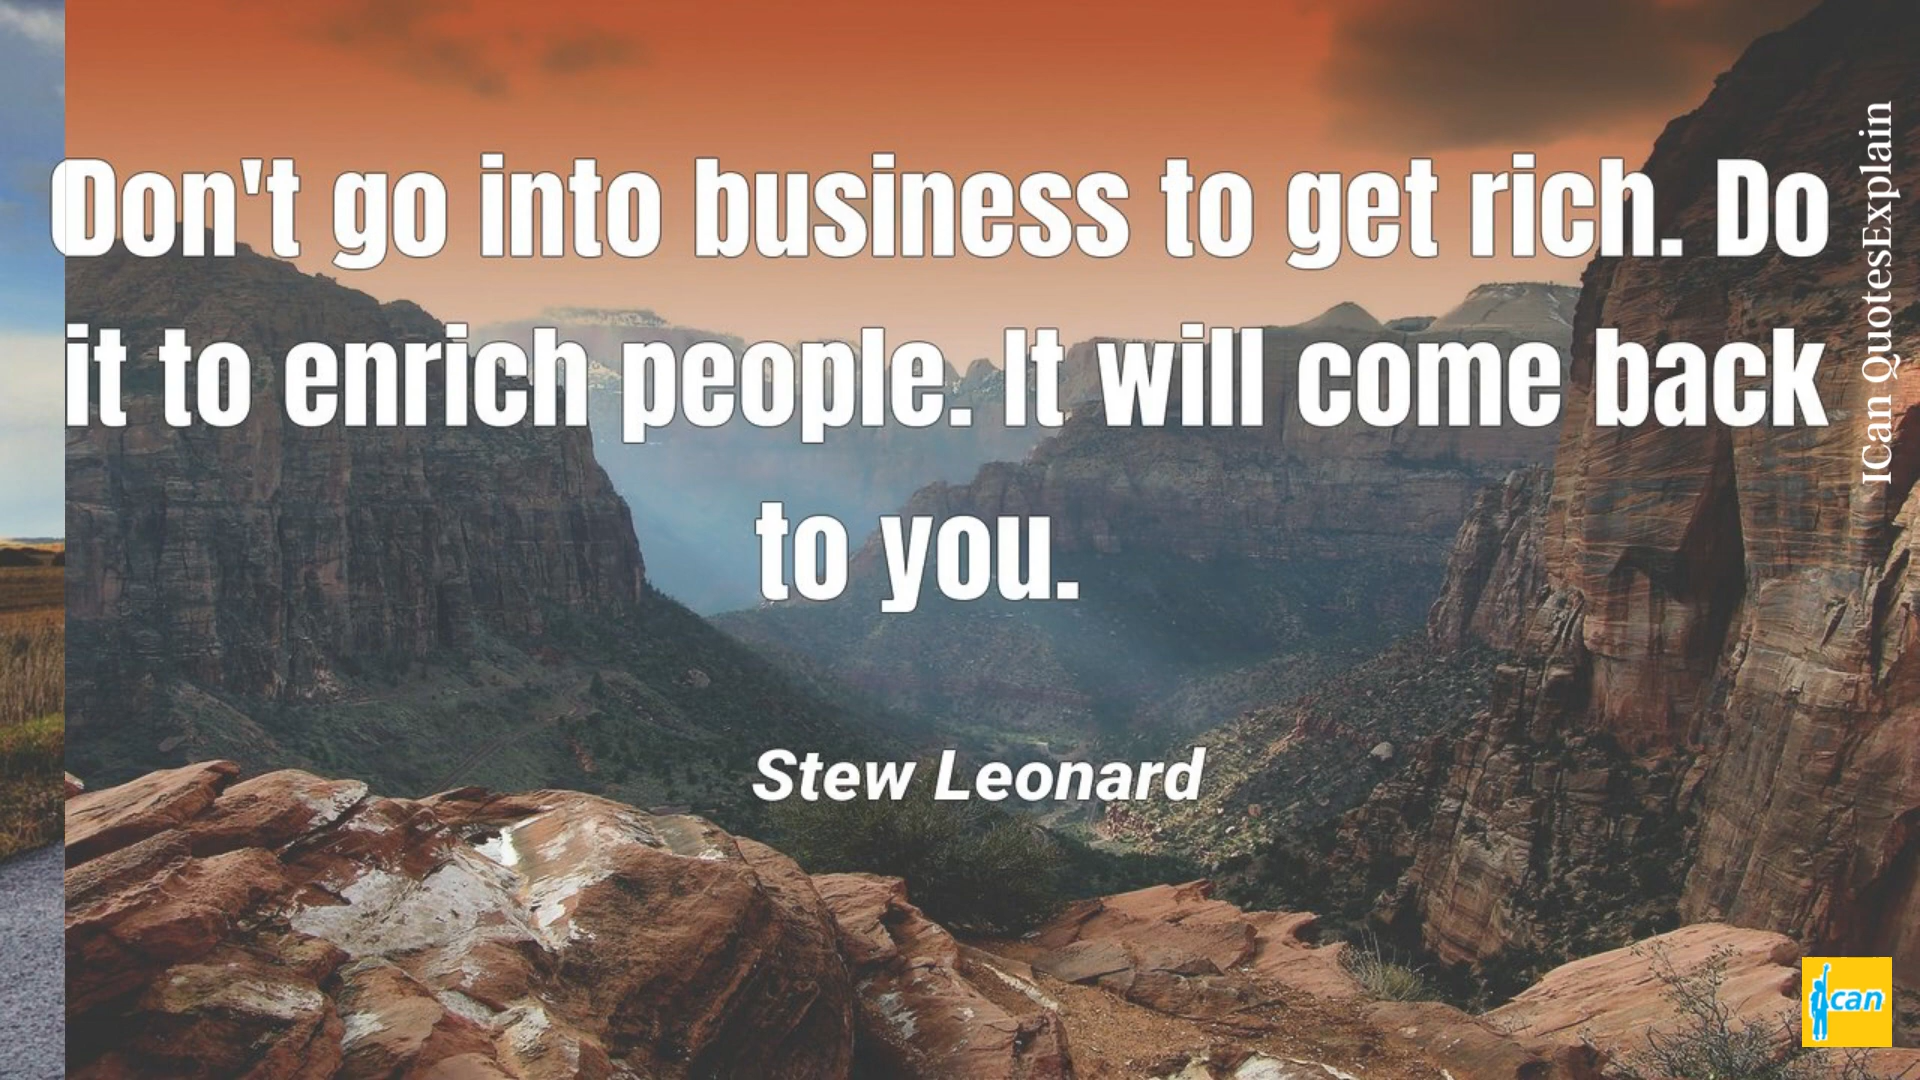 Don't go into business to get rich. Do
it to enrich people. It will come back
to you.
Stew Leonard
ICan QuotesExplain
ican